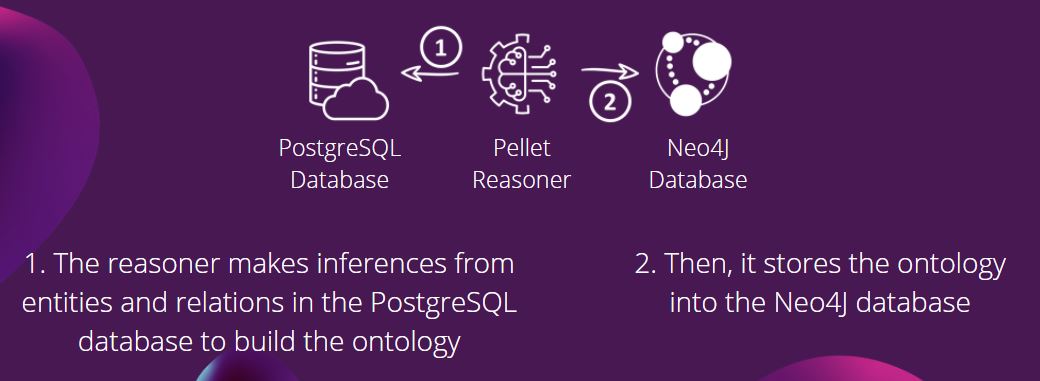 1
2
PostgreSQL
Database
Pellet
Reasoner
Neo4J
Database
1. The reasoner makes inferences from
entities and relations in the PostgreSQL
database to build the ontology
2. Then, it stores the ontology
into the Neo4J database